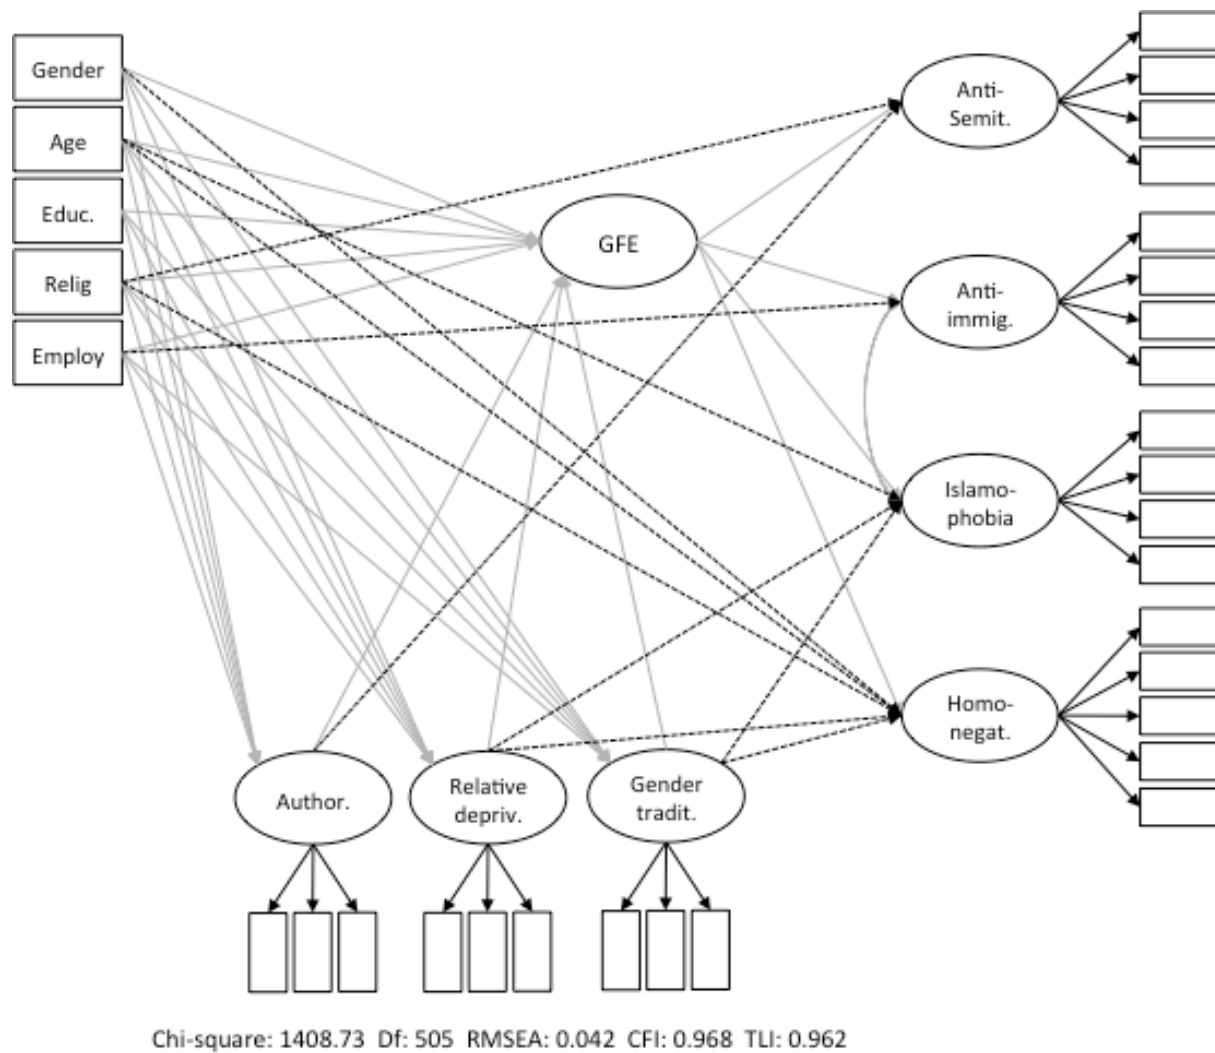 Gender
Age
Educ.
Relig
Employ
GFE
Anti-
Semit.
Anti-
immig.
Islamo-
phobia
Homo-
negat.
Author.
Relative
depriv.
Gender
tradit.
Chi-square: 1408.73 Df: 505 RMSEA: 0.042 CFI: 0.968 TLI: 0.962